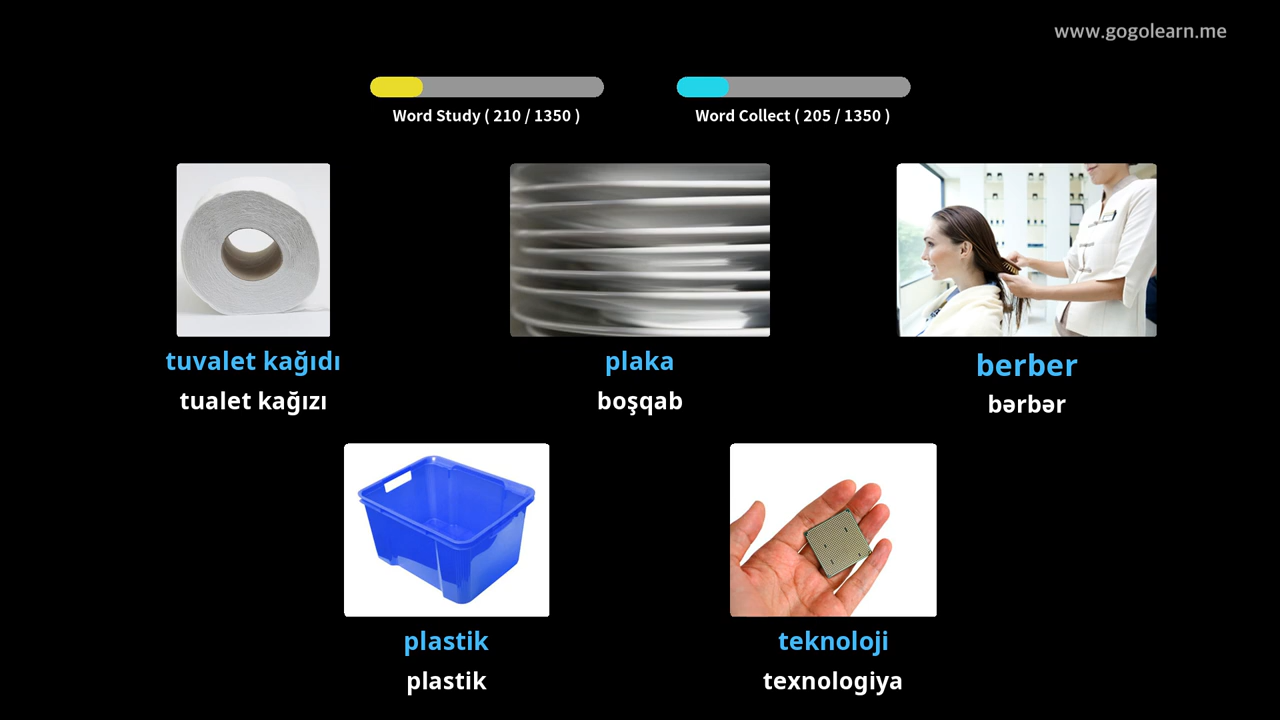 www.gogolearn.me
Word Study ( 210 / 1350 )
Word Collect ( 205 / 1350 )
tuvalet kağıdı
tualet kağızı
plaka
boşqab
berber
bərbər
plastik
plastik
teknoloji
texnologiya